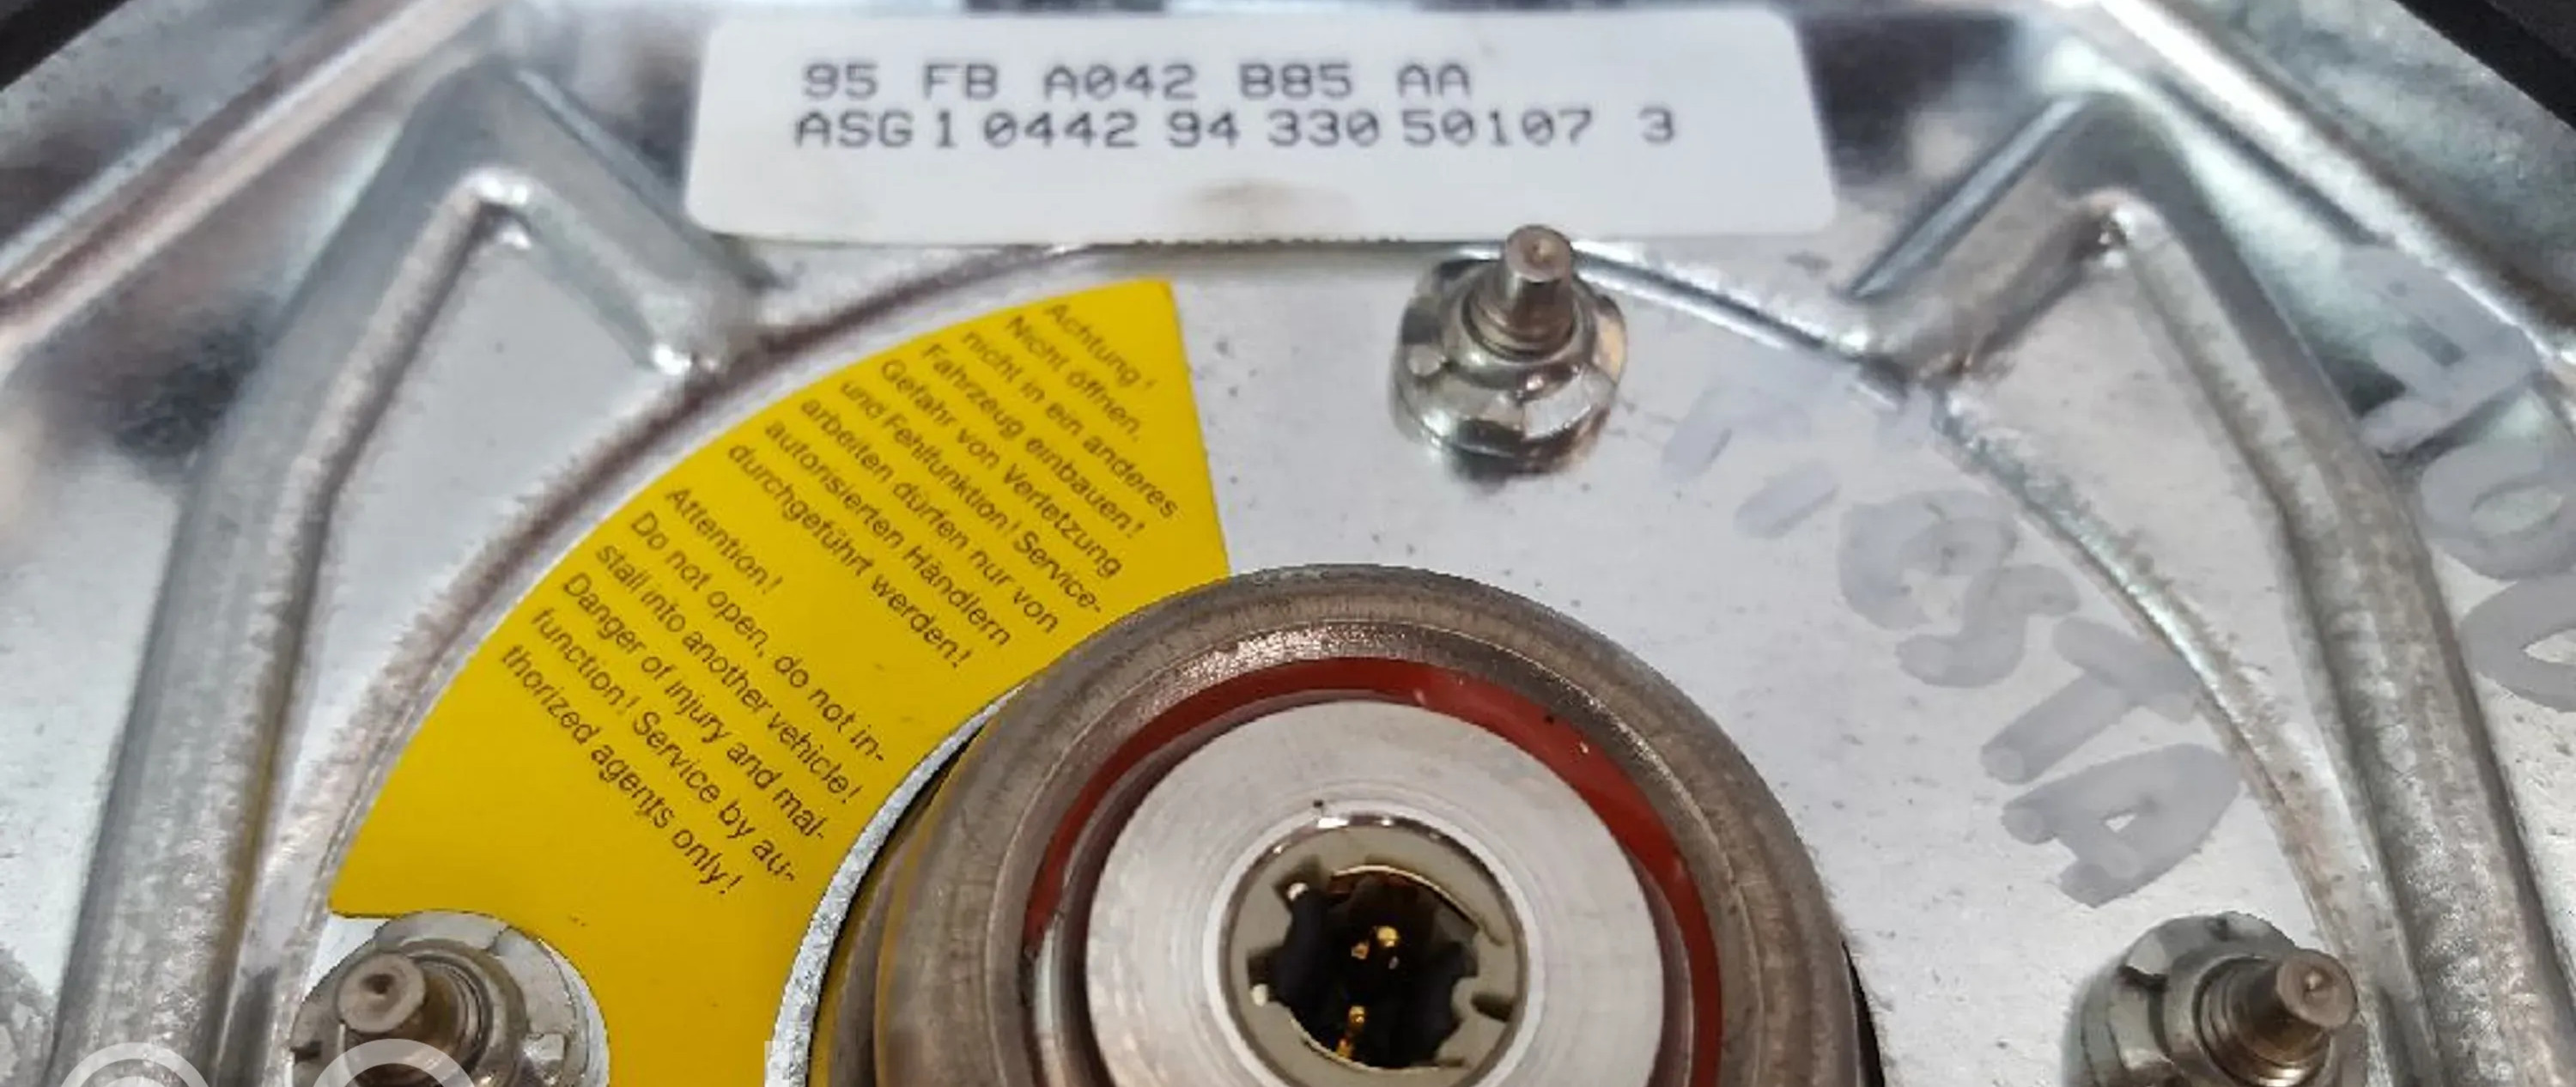 95 FB A042 B85 AA
ASG 1 0442 94 330 50107 3
Achtung!
Nicht öffnen,
nicht in ein anderes
Fahrzeug einbauen!
Gefahr von Verletzung
und Fehlfunktion! Service-
arbeiten dürfen nur von
autorisierten Händlern
durchgeführt werden!
Attention!
Do not open, do not in-
stall into another vehicle!
Danger of injury and mal-
function! Service by au-
thorized agents only!
FieSTA